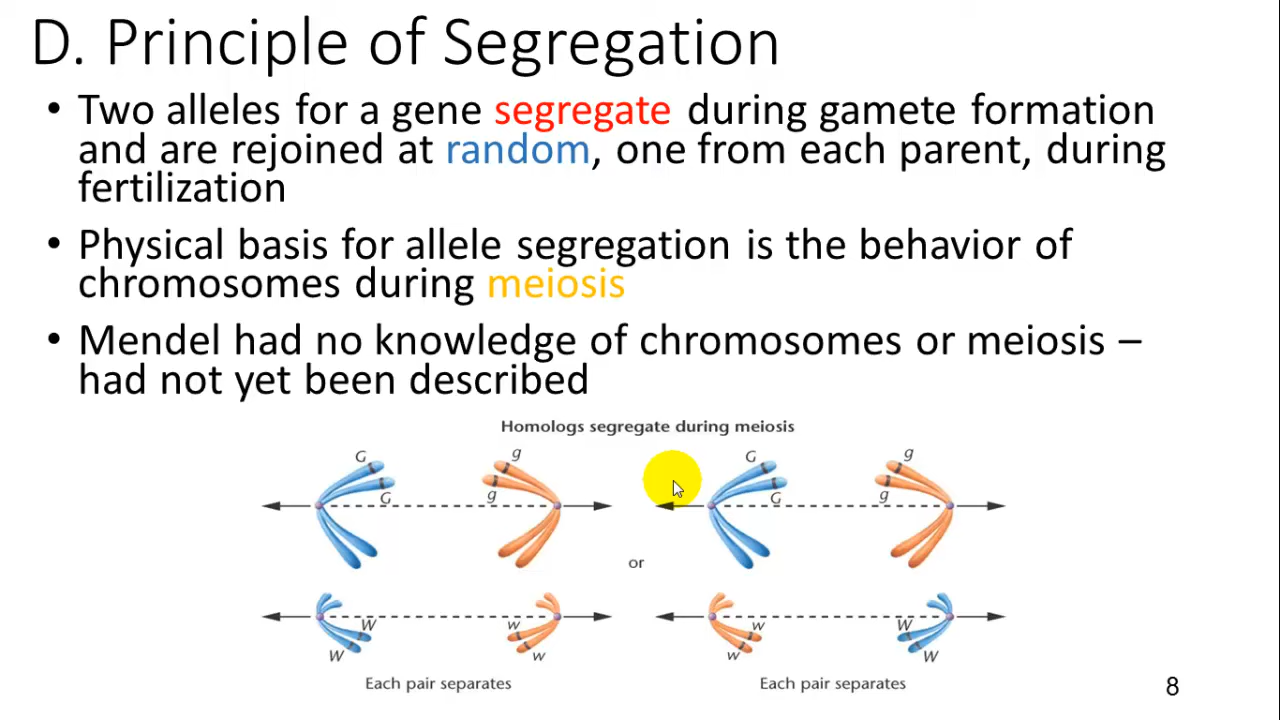 D. Principle of Segregation
• Two alleles for a gene segregate during gamete formation
and are rejoined at random, one from each parent, during
fertilization
• Physical basis for allele segregation is the behavior of
chromosomes during meiosis
• Mendel had no knowledge of chromosomes or meiosis –
had not yet been described
Homologs segregate during meiosis
G g G g
G g G g
or
W w w W
W w w W
Each pair separates Each pair separates
8